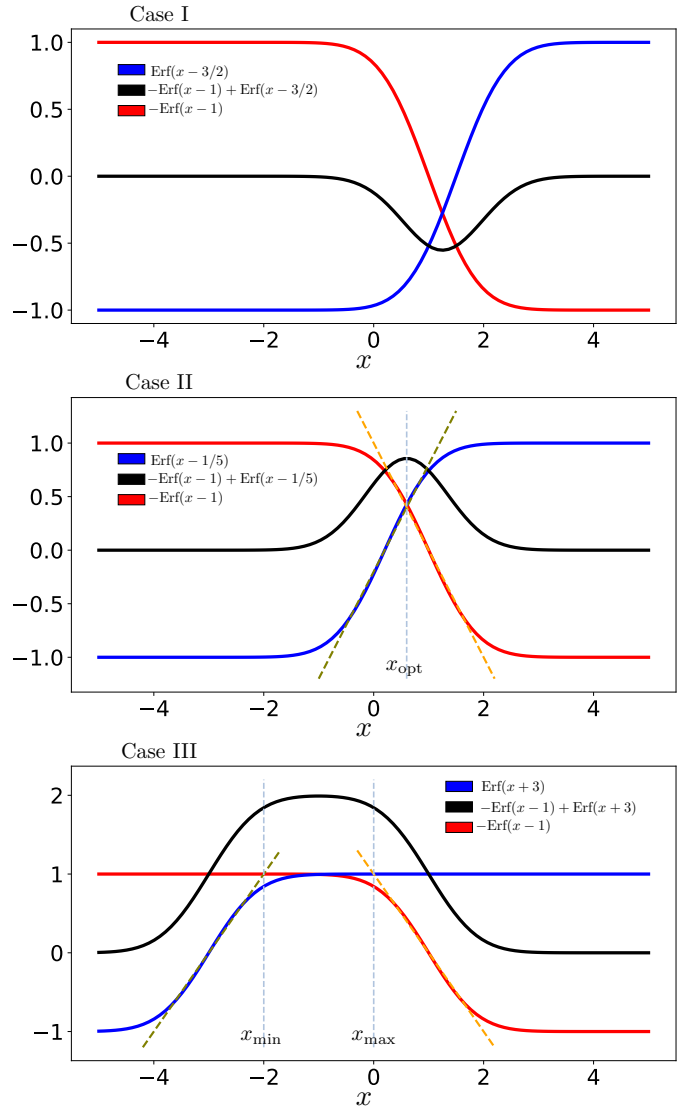 Case I
1.0
0.5
0.0
−0.5
−1.0
Erf(x − 3/2)
−Erf(x − 1) + Erf(x − 3/2)
−Erf(x − 1)
−4 −2 0 2 4
x
Case II
1.0
0.5
0.0
−0.5
−1.0
Erf(x − 1/5)
−Erf(x − 1) + Erf(x − 1/5)
−Erf(x − 1)
x_opt
−4 −2 0 2 4
x
Case III
2
1
0
−1
Erf(x + 3)
−Erf(x − 1) + Erf(x + 3)
−Erf(x − 1)
x_min x_max
−4 −2 0 2 4
x